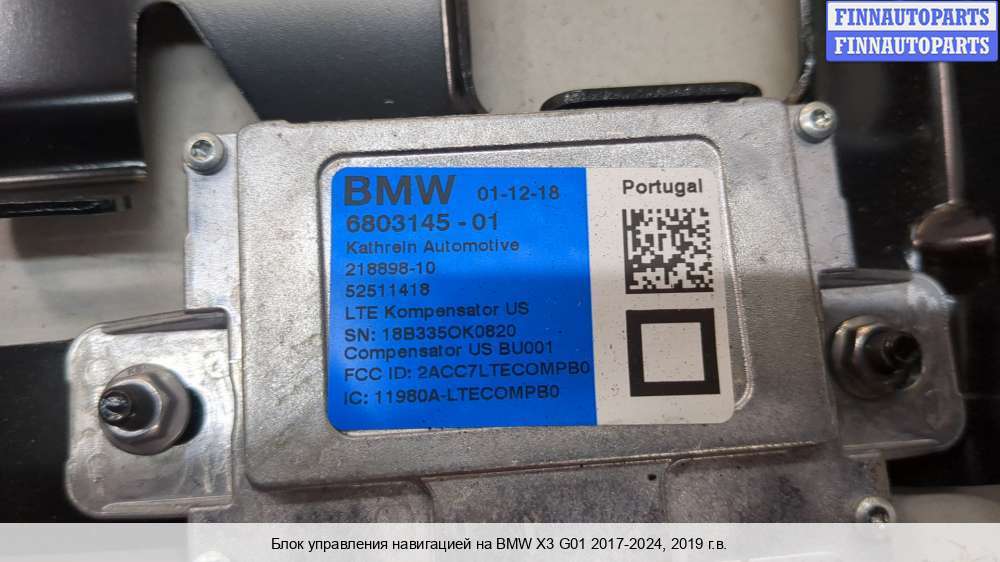 FINNAUTOPARTS
FINNAUTOPARTS
BMW 01-12-18
6803145-01
Kathrein Automotive
218898-10
52511418
LTE Kompensator US
SN: 18B335OK0820
Compensator US BU001
FCC ID: 2ACC7LTECOMPB0
IC: 11980A-LTECOMPB0
Portugal
Блок управления навигацией на BMW X3 G01 2017-2024, 2019 г.в.